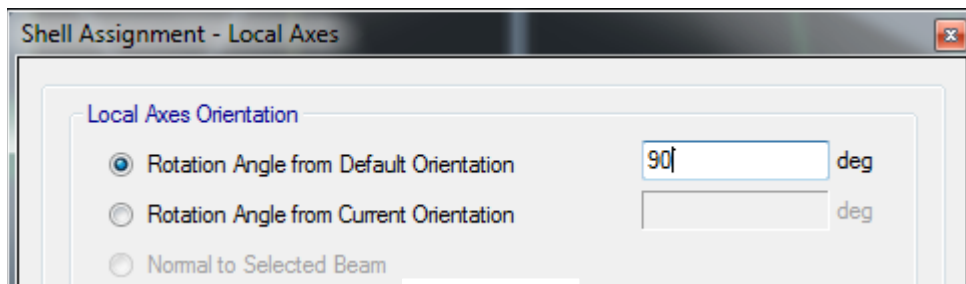 Shell Assignment - Local Axes
Local Axes Orientation
Rotation Angle from Default Orientation 90 deg
Rotation Angle from Current Orientation deg
Normal to Selected Beam